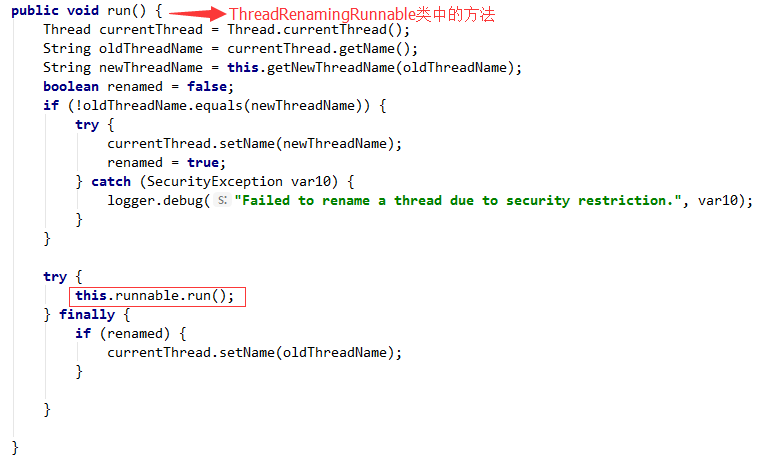 public void run() { ThreadRenamingRunnable类中的方法
    Thread currentThread = Thread.currentThread();
    String oldThreadName = currentThread.getName();
    String newThreadName = this.getNewThreadName(oldThreadName);
    boolean renamed = false;
    if (!oldThreadName.equals(newThreadName)) {
        try {
            currentThread.setName(newThreadName);
            renamed = true;
        } catch (SecurityException var10) {
            logger.debug( s: "Failed to rename a thread due to security restriction.", var10);
        }
    }
    try {
        this.runnable.run();
    } finally {
        if (renamed) {
            currentThread.setName(oldThreadName);
        }
    }
}